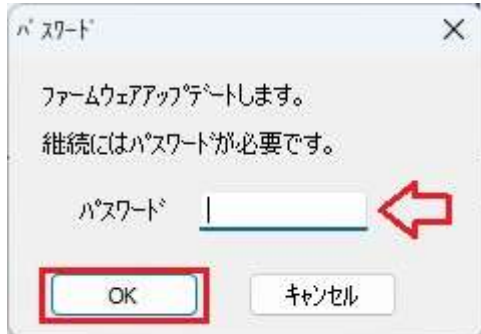 パスワード
ファームウェアアップデートします。
継続にはパスワードが必要です。
パスワード
OK
キャンセル